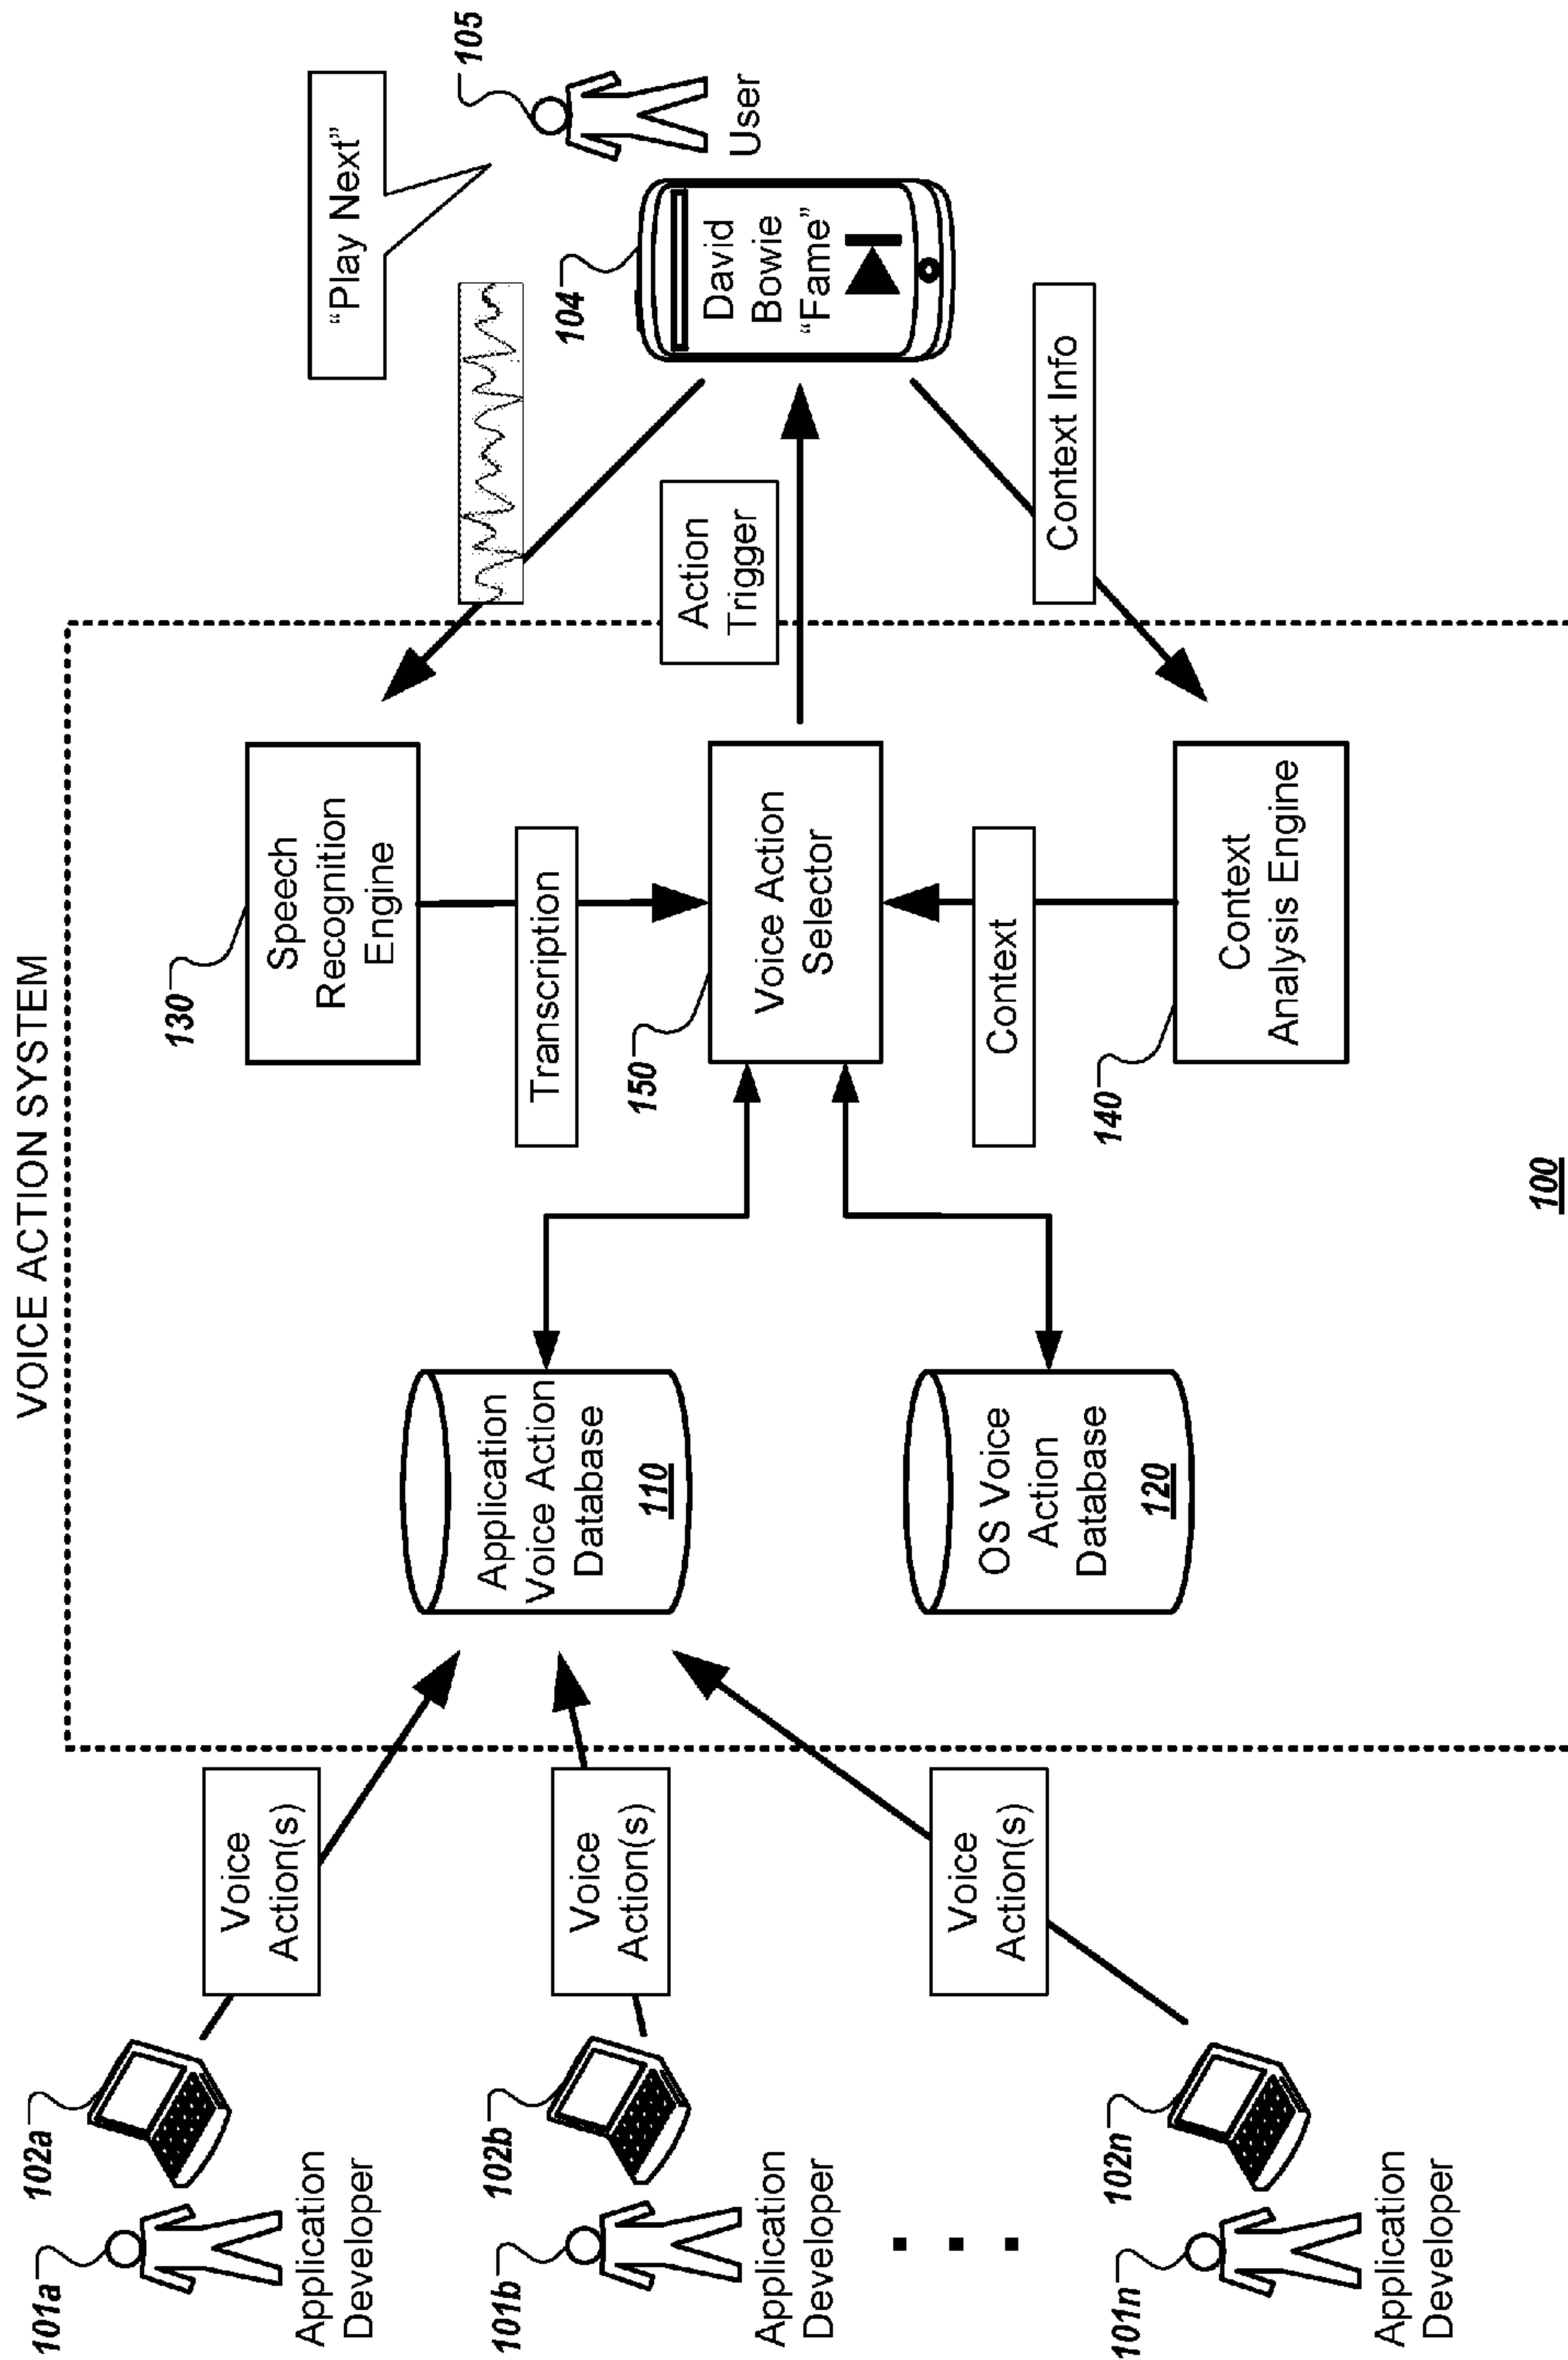 VOICE ACTION SYSTEM
101a
102a
Application
Developer
Voice
Action(s)
101b
102b
Application
Developer
Voice
Action(s)
101n
102n
Application
Developer
Voice
Action(s)
Application
Voice Action
Database
110
OS Voice
Action
Database
120
130
Speech
Recognition
Engine
Transcription
150
Voice Action
Selector
Context
140
Context
Analysis Engine
100
Action
Trigger
Context Info
"Play Next"
104
David
Bowie
"Fame"
105
User